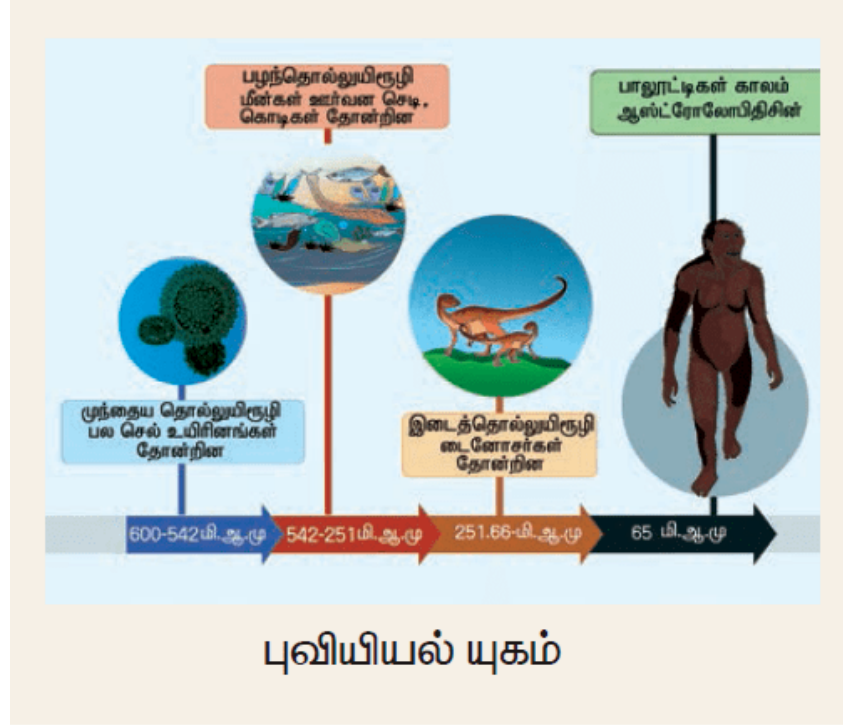 பழந்தொல்லுயிரூழி
மீன்கள் ஊர்வன செடி,
கொடிகள் தோன்றின
பாலூட்டிகள் காலம்
ஆஸ்ட்ரோலோபிதிசின்
முந்தைய தொல்லுயிரூழி
பல செல் உயிரினங்கள்
தோன்றின
இடைத்தொல்லுயிரூழி
டைனோசர்கள்
தோன்றின
600-542மி.ஆ.மு
542-251மி.ஆ.மு
251.66-மி.ஆ.மு
65 மி.ஆ.மு
புவியியல் யுகம்